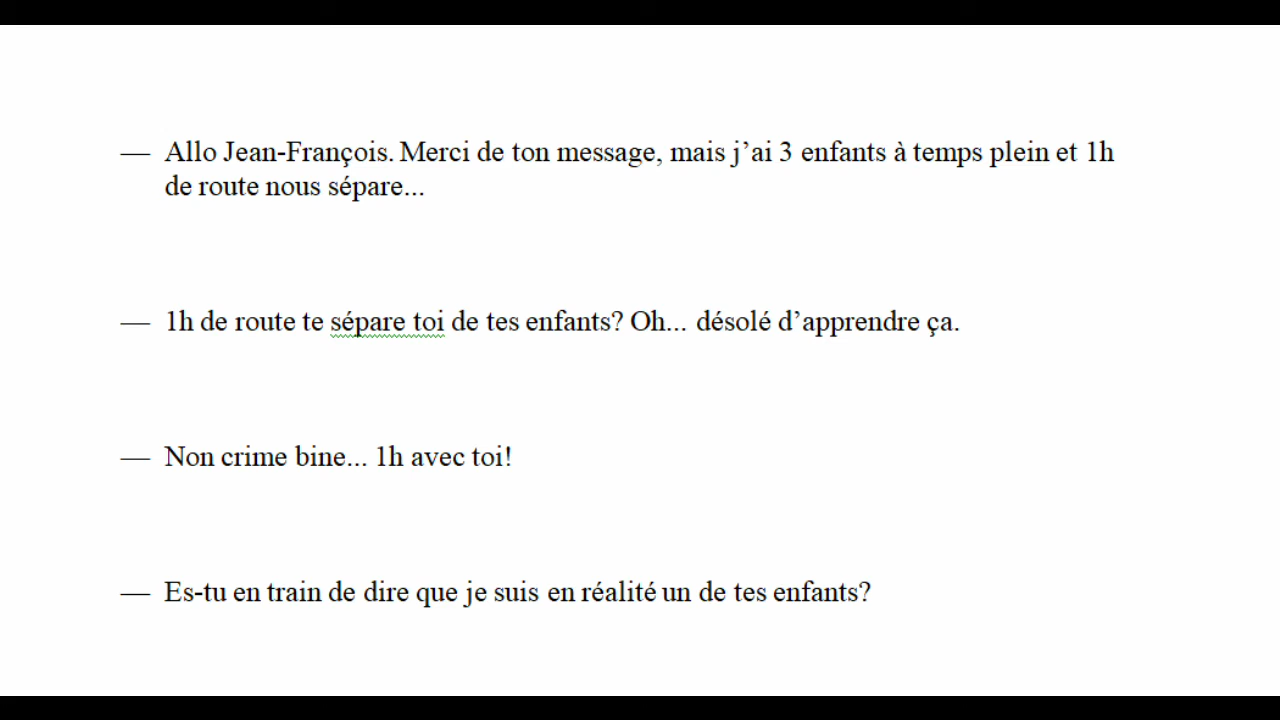 — Allo Jean-François. Merci de ton message, mais j’ai 3 enfants à temps plein et 1h
de route nous sépare...
— 1h de route te sépare toi de tes enfants? Oh... désolé d’apprendre ça.
— Non crime bine... 1h avec toi!
— Es-tu en train de dire que je suis en réalité un de tes enfants?